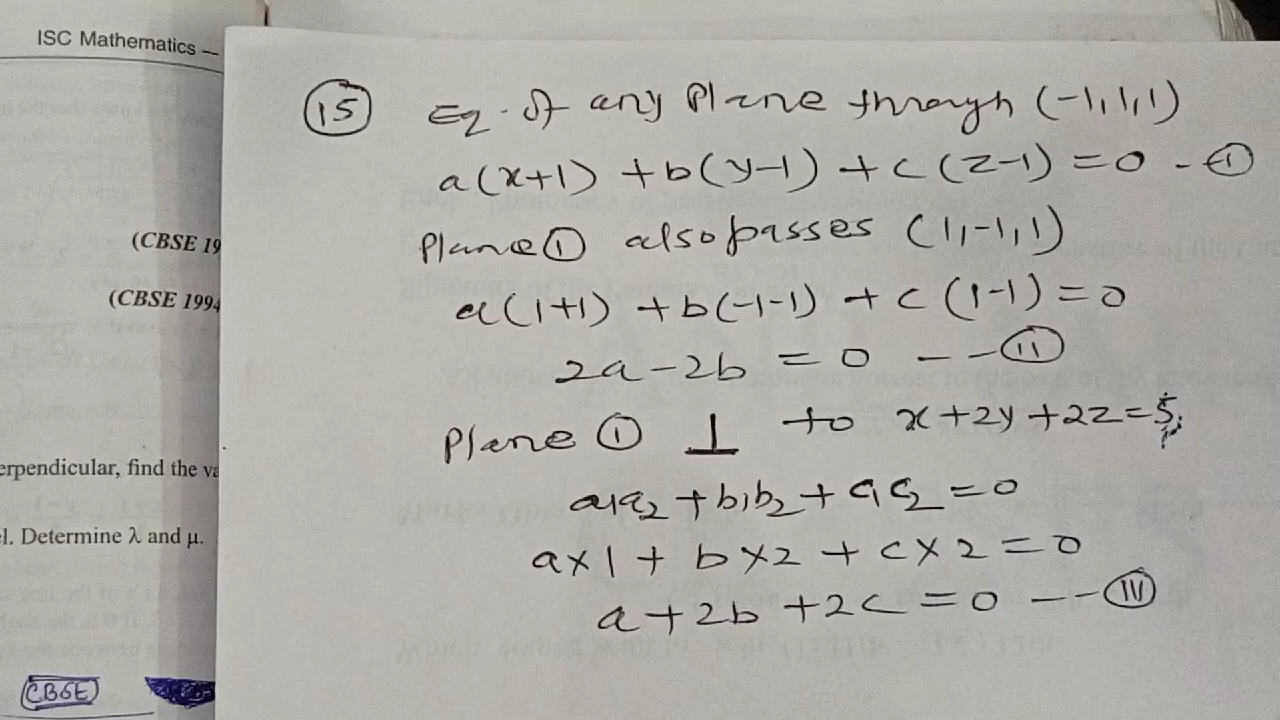 ISC Mathematics —
(CBSE 19
(CBSE 1994
erpendicular, find the va
el. Determine λ and μ.
CBSE
15 Eq. of any Plane through (-1,1,1)
a(x+1) + b(y-1) + c(z-1) = 0 - (I)
Plane (1) also passes (1,-1,1)
a(1+1) + b(-1-1) + c(1-1) = 0
2a - 2b = 0 - - (II)
Plane (1) ⊥ to x+2y+2z=5
a1a2 + b1b2 + c1c2 = 0
a×1 + b×2 + c×2 = 0
a + 2b + 2c = 0 - - (III)